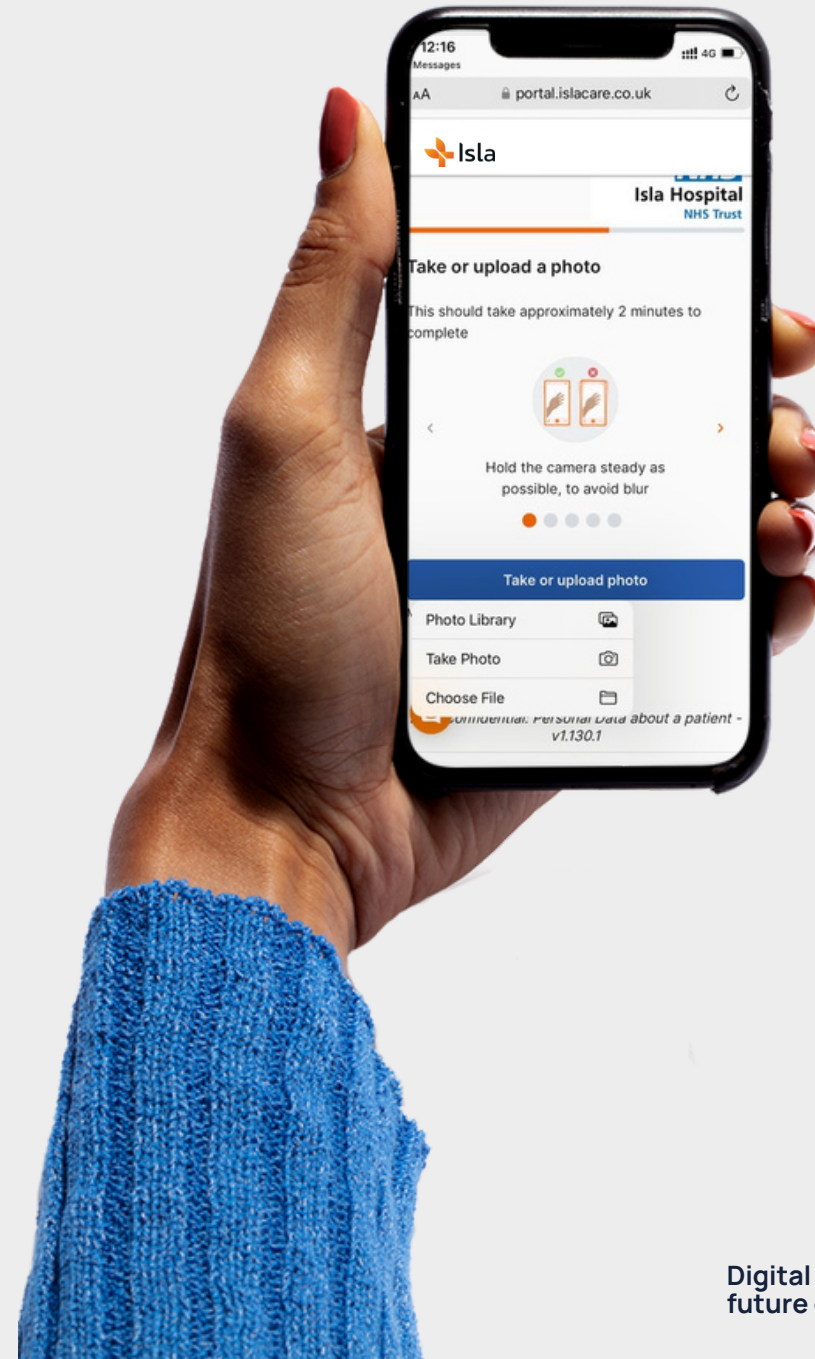 12:16
4G
Messages
AA
portal.islacare.co.uk
Isla
Isla Hospital
NHS Trust
Take or upload a photo
This should take approximately 2 minutes to
complete
Hold the camera steady as
possible, to avoid blur
Take or upload photo
Photo Library
Take Photo
Choose File
Personal Data about a patient -
v1.130.1
Digital
future